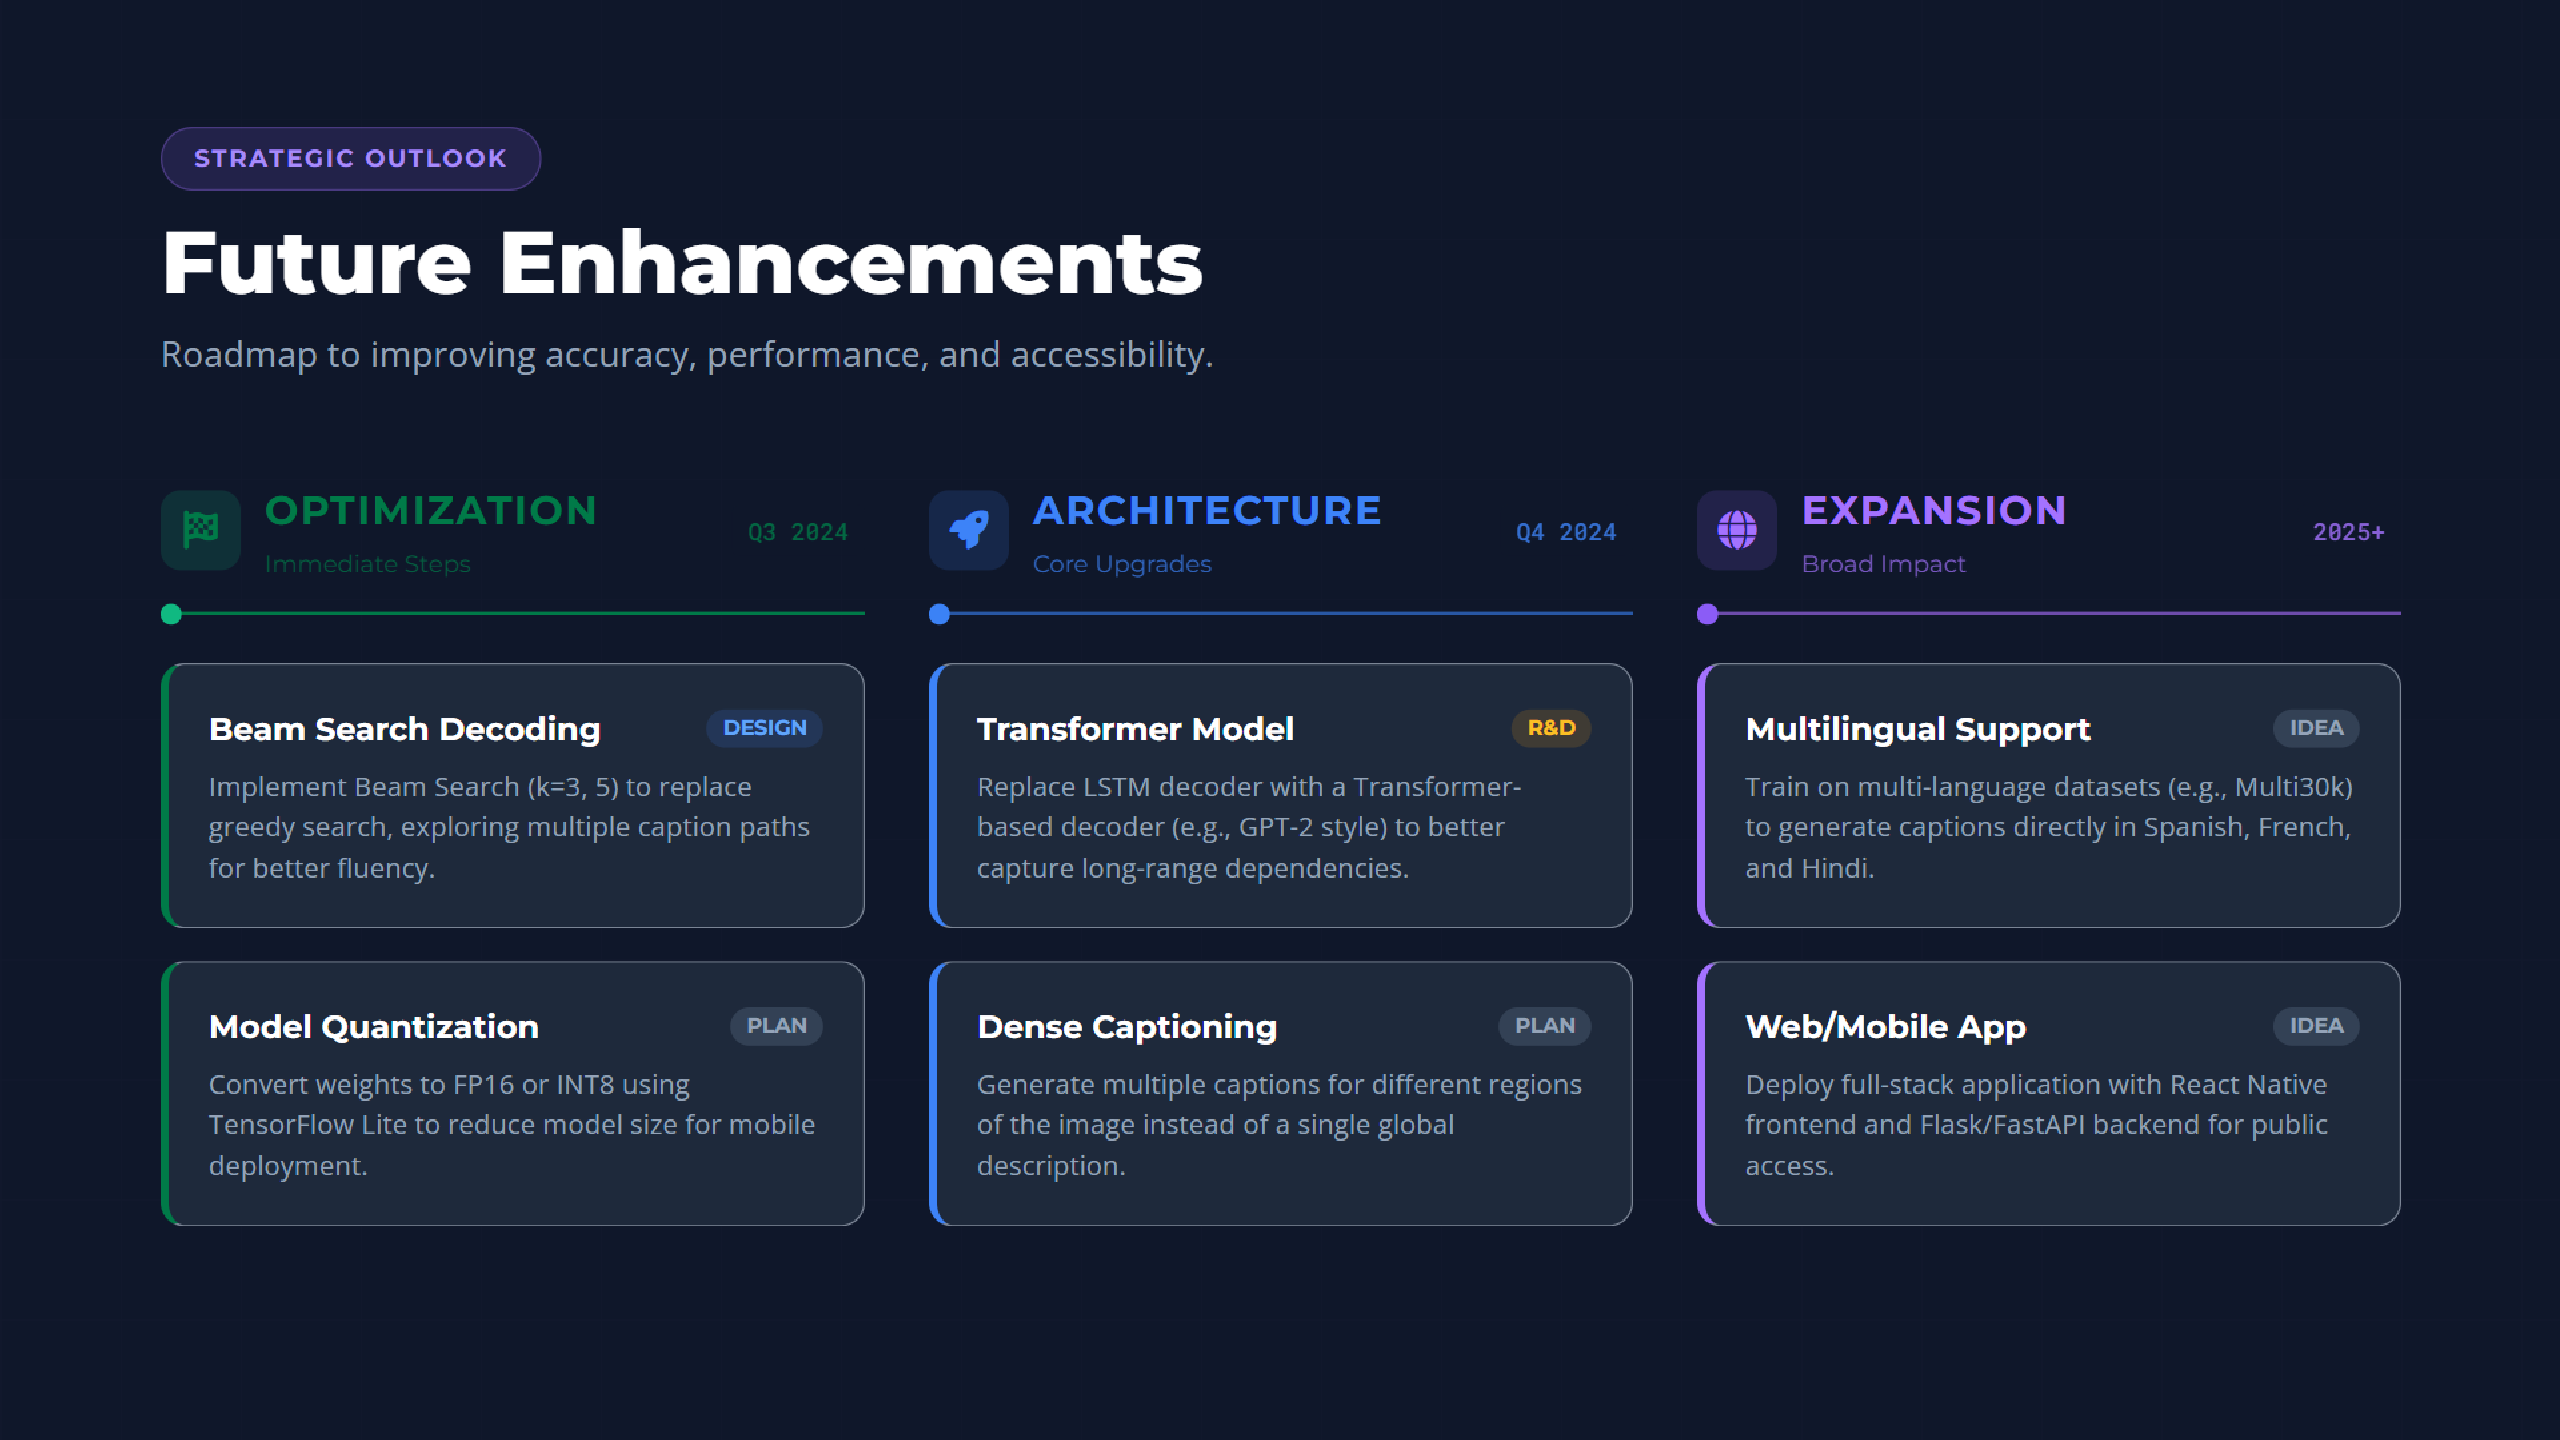 STRATEGIC OUTLOOK
Future Enhancements
Roadmap to improving accuracy, performance, and accessibility.
OPTIMIZATION
Immediate Steps
Q3 2024
Beam Search Decoding
DESIGN
Implement Beam Search (k=3, 5) to replace
greedy search, exploring multiple caption paths
for better fluency.
Model Quantization
PLAN
Convert weights to FP16 or INT8 using
TensorFlow Lite to reduce model size for mobile
deployment.
ARCHITECTURE
Core Upgrades
Q4 2024
Transformer Model
R&D
Replace LSTM decoder with a Transformer-
based decoder (e.g., GPT-2 style) to better
capture long-range dependencies.
Dense Captioning
PLAN
Generate multiple captions for different regions
of the image instead of a single global
description.
EXPANSION
Broad Impact
2025+
Multilingual Support
IDEA
Train on multi-language datasets (e.g., Multi30k)
to generate captions directly in Spanish, French,
and Hindi.
Web/Mobile App
IDEA
Deploy full-stack application with React Native
frontend and Flask/FastAPI backend for public
access.